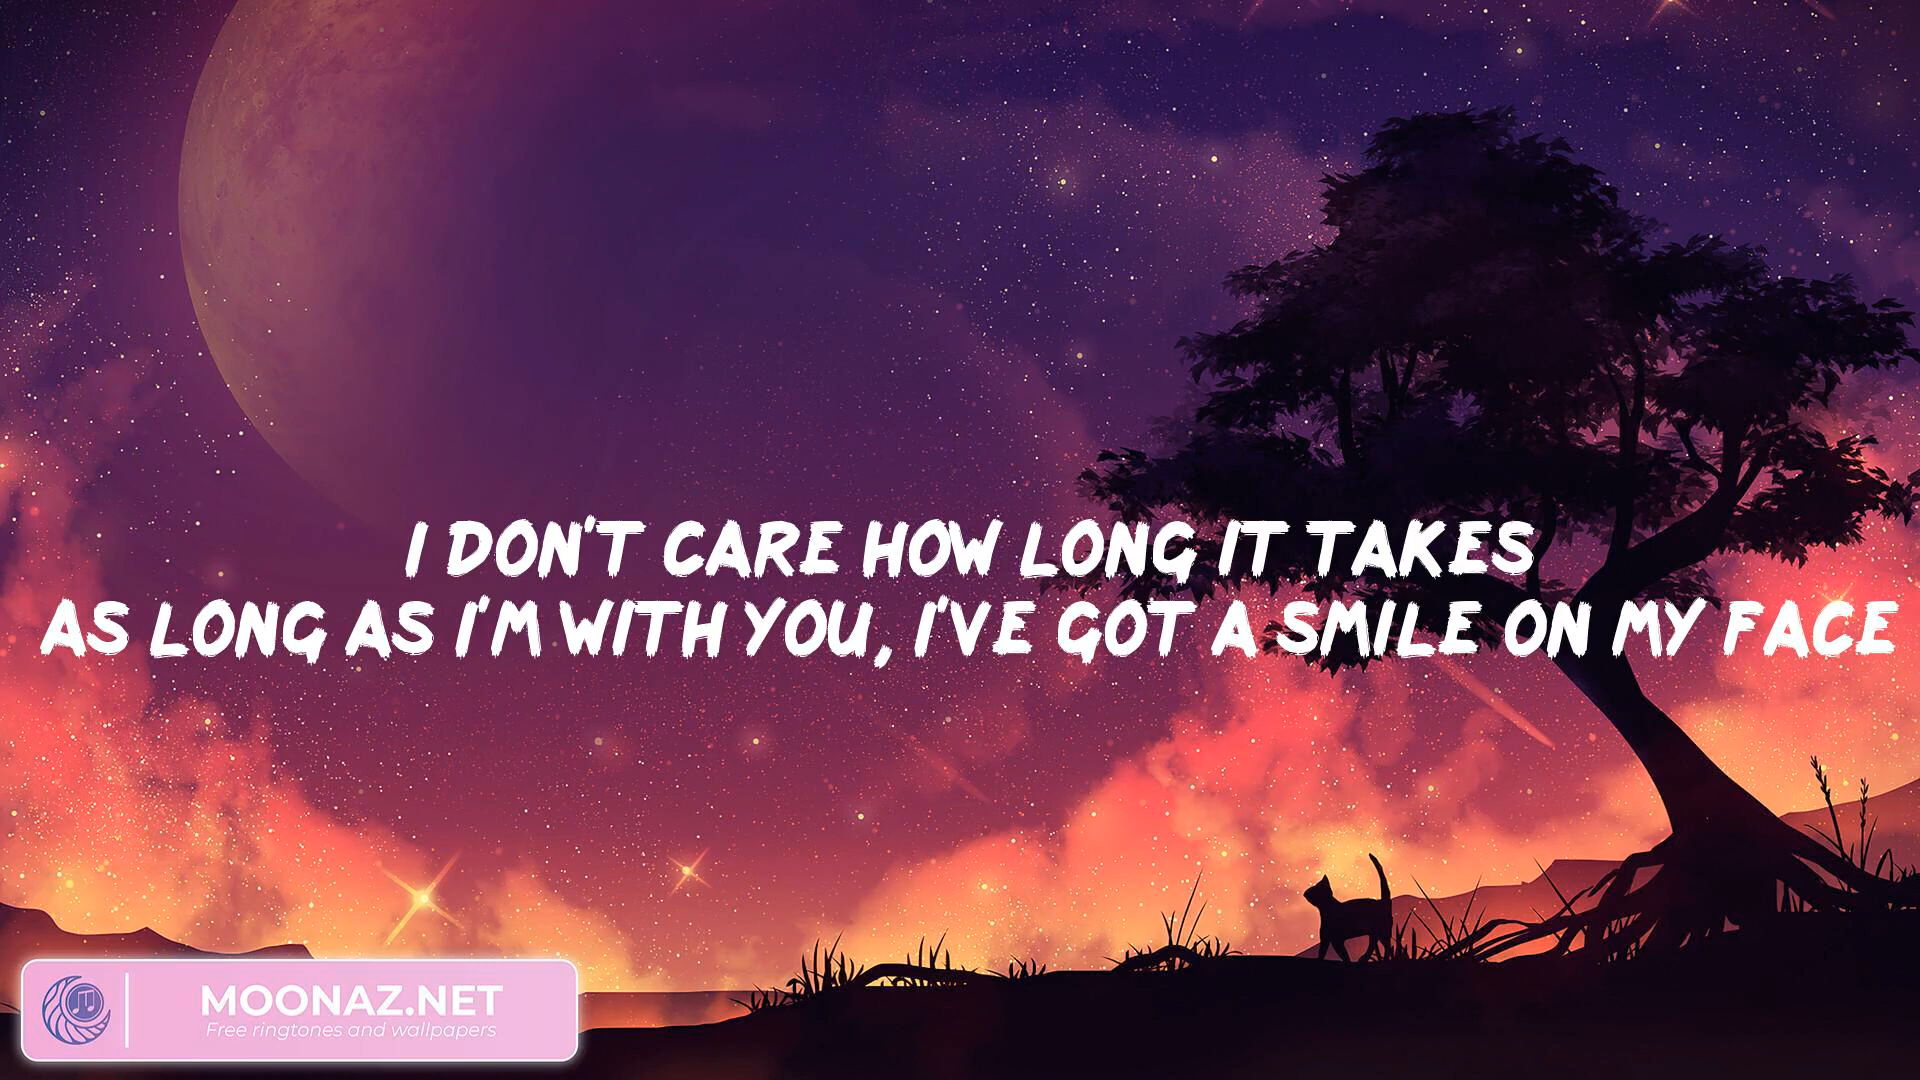 I DON'T CARE HOW LONG IT TAKES
AS LONG AS I'M WITH YOU, I'VE GOT A SMILE ON MY FACE
MOONAZ.NET
Free ringtones and wallpapers